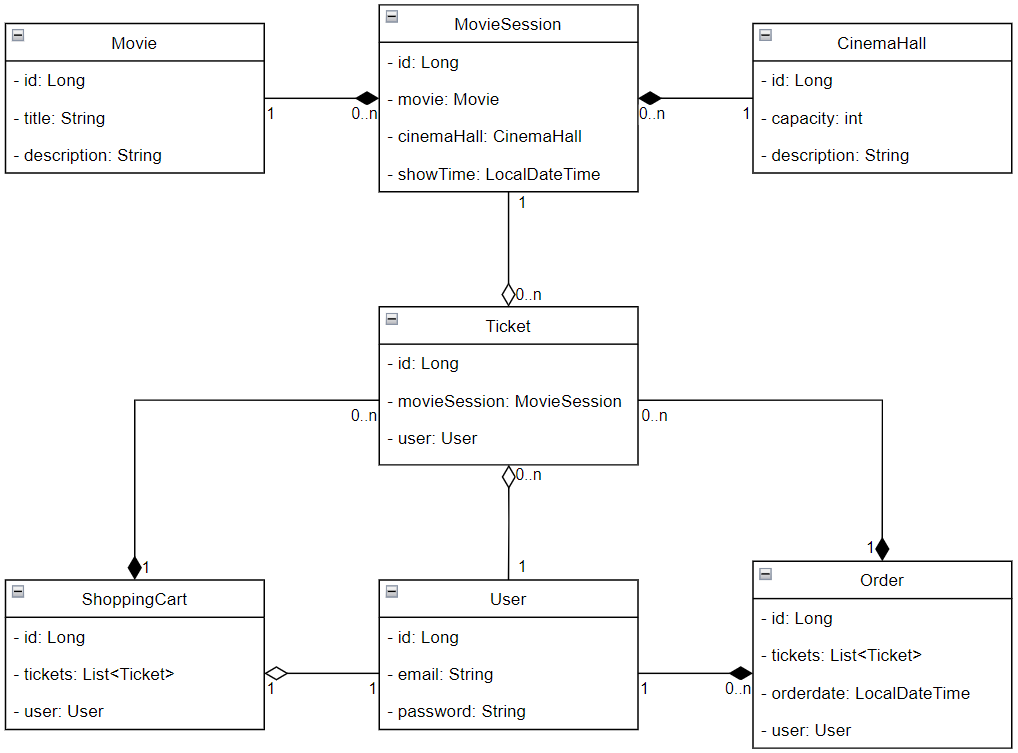 Movie
- id: Long
- title: String
- description: String
MovieSession
- id: Long
- movie: Movie
- cinemaHall: CinemaHall
- showTime: LocalDateTime
CinemaHall
- id: Long
- capacity: int
- description: String
1
0..n
0..n
1
1
0..n
Ticket
- id: Long
- movieSession: MovieSession
- user: User
0..n
0..n
0..n
1
1
1
ShoppingCart
- id: Long
- tickets: List<Ticket>
- user: User
1
1
User
- id: Long
- email: String
- password: String
1
0..n
Order
- id: Long
- tickets: List<Ticket>
- orderdate: LocalDateTime
- user: User